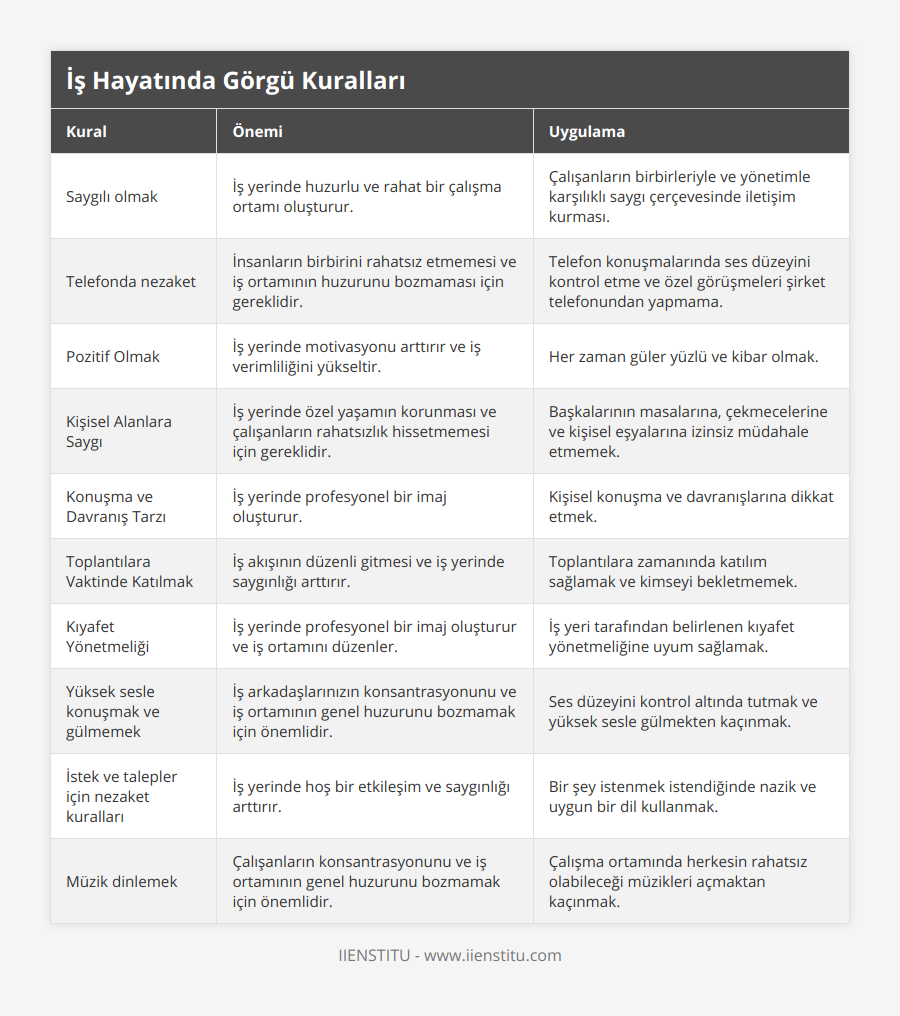 İş Hayatında Görgü Kuralları
Kural
Önemi
Uygulama
Saygılı olmak
İş yerinde huzurlu ve rahat bir çalışma
ortamı oluşturur.
Çalışanların birbirleriyle ve yönetimle
karşılıklı saygı çerçevesinde iletişim
kurması.
Telefonda nezaket
İnsanların birbirini rahatsız etmemesi ve
iş ortamının huzurunu bozmaması için
gereklidir.
Telefon konuşmalarında ses düzeyini
kontrol etme ve özel görüşmeleri şirket
telefonundan yapmama.
Pozitif Olmak
İş yerinde motivasyonu arttırır ve iş
verimliliğini yükseltir.
Her zaman güler yüzlü ve kibar olmak.
Kişisel Alanlara
Saygı
İş yerinde özel yaşamın korunması ve
çalışanların rahatsızlık hissetmemesi
için gereklidir.
Başkalarının masalarına, çekmecelerine
ve kişisel eşyalarına izinsiz müdahale
etmemek.
Konuşma ve
Davranış Tarzı
İş yerinde profesyonel bir imaj
oluşturur.
Kişisel konuşma ve davranışlarına dikkat
etmek.
Toplantılara
Vaktinde Katılmak
İş akışının düzenli gitmesi ve iş yerinde
saygınlığı arttırır.
Toplantılara zamanında katılım
sağlamak ve kimseyi bekletmemek.
Kıyafet
Yönetmeliği
İş yerinde profesyonel bir imaj oluşturur
ve iş ortamını düzenler.
İş yeri tarafından belirlenen kıyafet
yönetmeliğine uyum sağlamak.
Yüksek sesle
konuşmak ve
gülmemek
İş arkadaşlarınızın konsantrasyonunu ve
iş ortamının genel huzurunu bozmamak
için önemlidir.
Ses düzeyini kontrol altında tutmak ve
yüksek sesle gülmekten kaçınmak.
İstek ve talepler
için nezaket
kuralları
İş yerinde hoş bir etkileşim ve saygınlığı
arttırır.
Bir şey istenmek istendiğinde nazik ve
uygun bir dil kullanmak.
Müzik dinlemek
Çalışanların konsantrasyonunu ve iş
ortamının genel huzurunu bozmamak
için önemlidir.
Çalışma ortamında herkesin rahatsız
olabileceği müzikleri açmaktan
kaçınmak.
IIENSTITU - www.iienstitu.com